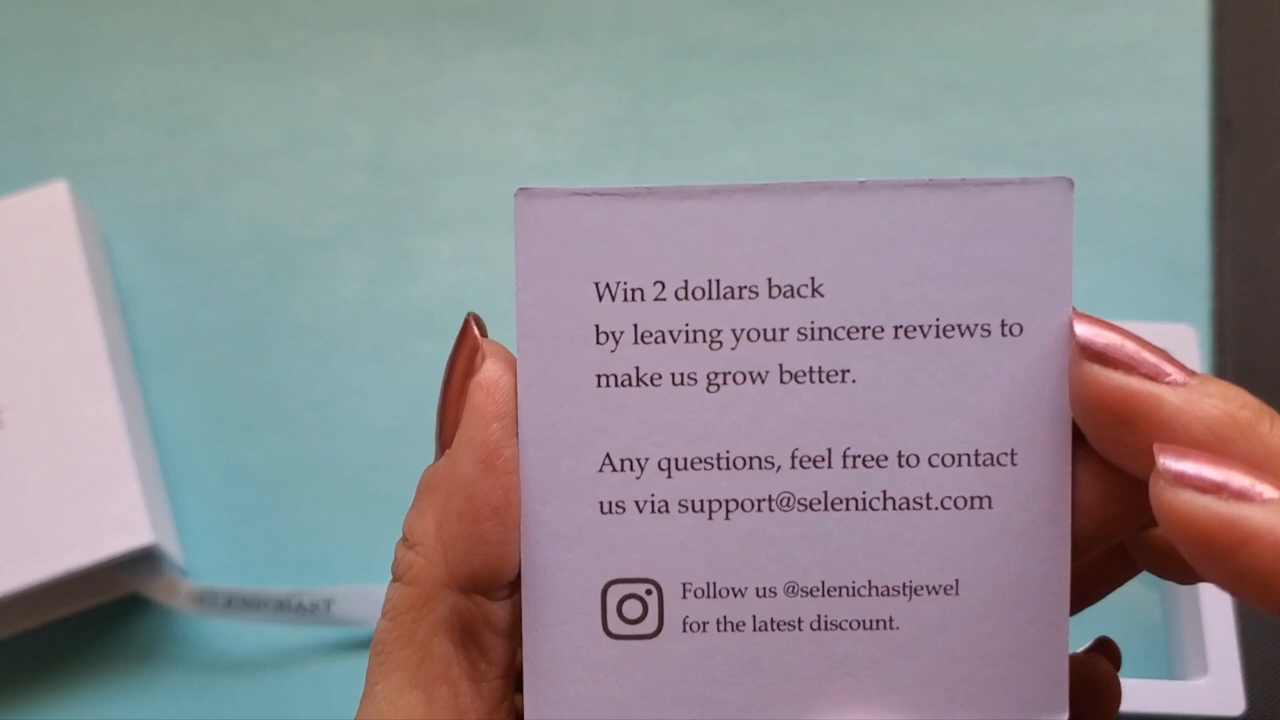 Win 2 dollars back
by leaving your sincere reviews to
make us grow better.
Any questions, feel free to contact
us via support@selenichast.com
Follow us @selenichastjewel
for the latest discount.
SELENICHAST